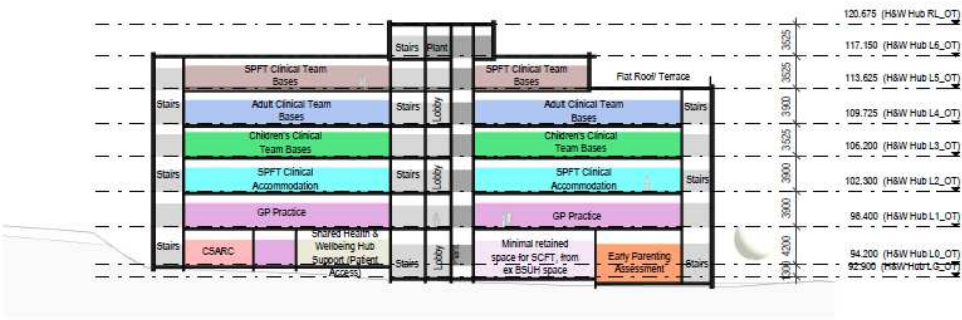 120.675 (H&W Hub RL_OT)
Stairs Plant
3525
117.150 (H&W Hub L6_OT)
SPFT Clinical Team
Bases
SPFT Clinical Team
Bases
Flat Roof/ Terrace
3525
113.625 (H&W Hub L5_OT)
Stairs
Adult Clinical Team
Bases
Stairs
Lobby
Adult Clinical Team
Bases
Stairs
3900
109.725 (H&W Hub L4_OT)
Children's Clinical
Team Bases
Children's Clinical
Team Bases
3525
106.200 (H&W Hub L3_OT)
Stairs
SPFT Clinical
Accommodation
Stairs
Lobby
SPFT Clinical
Accommodation
Stairs
3900
102.300 (H&W Hub L2_OT)
GP Practice
GP Practice
3900
98.400 (H&W Hub L1_OT)
Stairs
CSARC
Shared Health &
Wellbeing Hub
Support (Patient
Access)
Stairs
Lobby
Minimal retained
space for SCFT, from
ex BSUH space
Early Parenting
Assessment
Stairs
4200
94.200 (H&W Hub L0_OT)
92.900 (H&W Hub LG_OT)